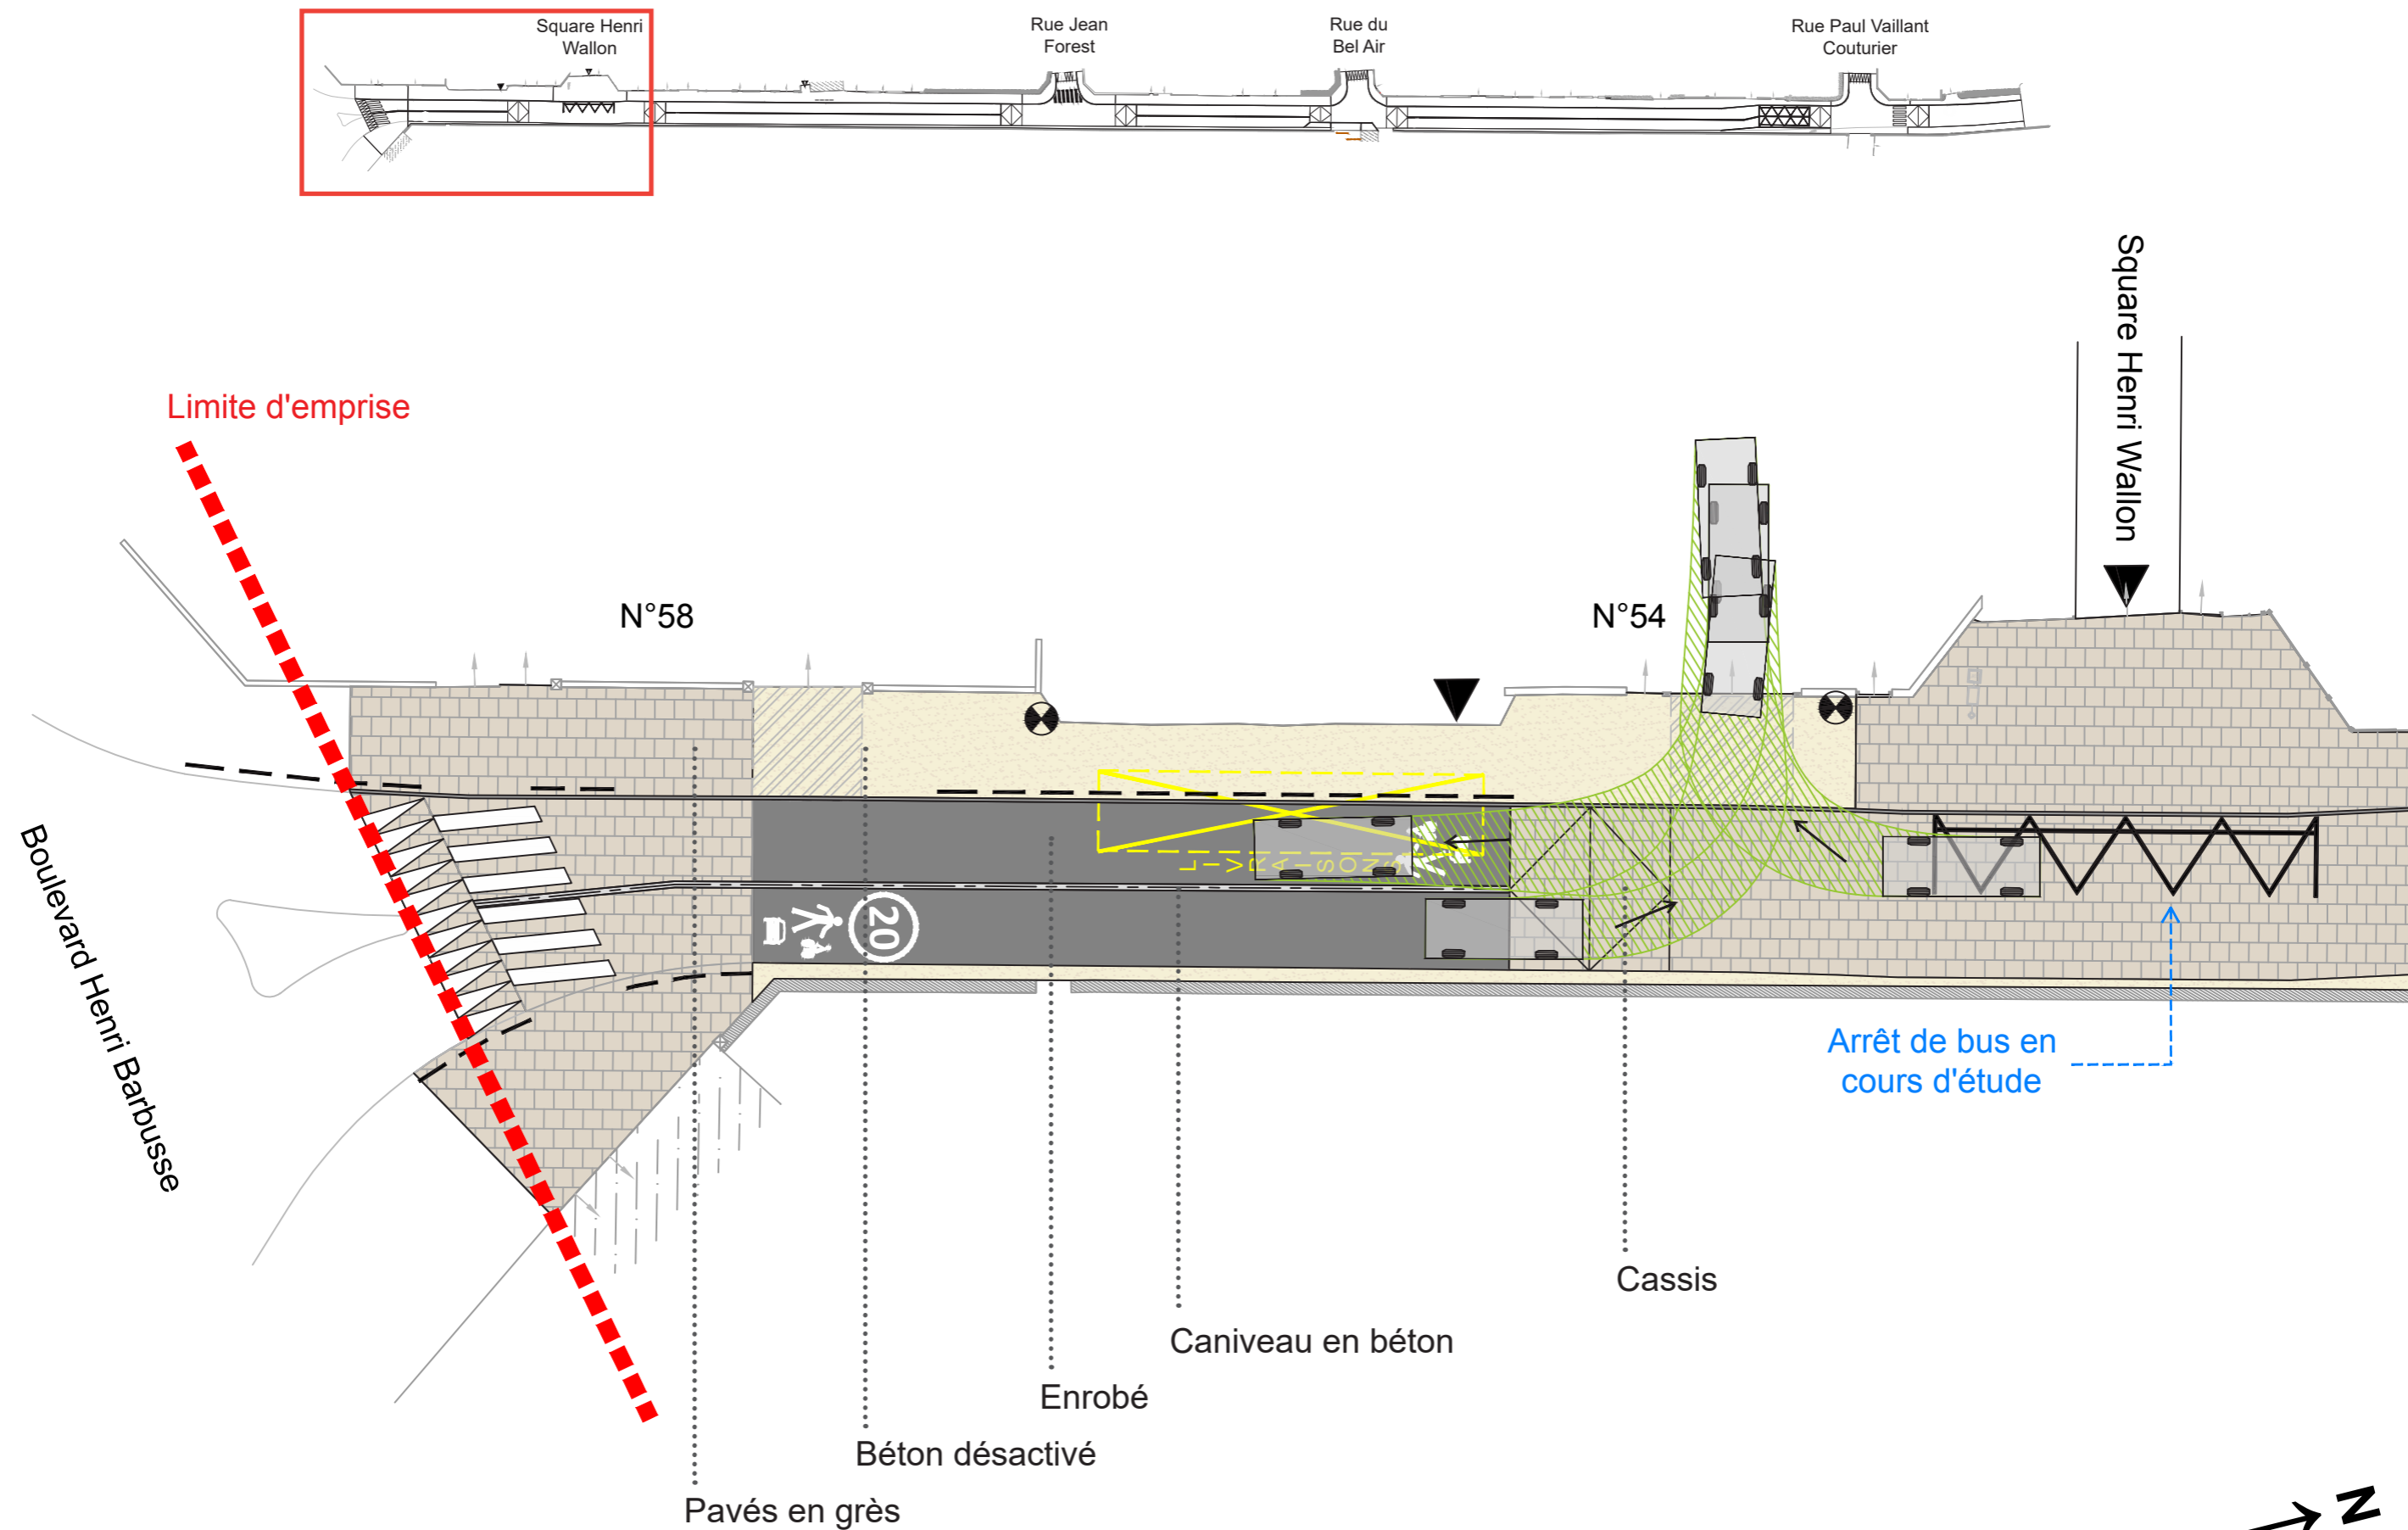 Square Henri
Wallon
Rue Jean
Forest
Rue du
Bel Air
Rue Paul Vaillant
Couturier
Square Henri Wallon
Limite d'emprise
N°58
N°54
LIVRAISONS
20
Boulevard Henri Barbusse
Arrêt de bus en
cours d'étude
Cassis
Caniveau en béton
Enrobé
Béton désactivé
Pavés en grès
N